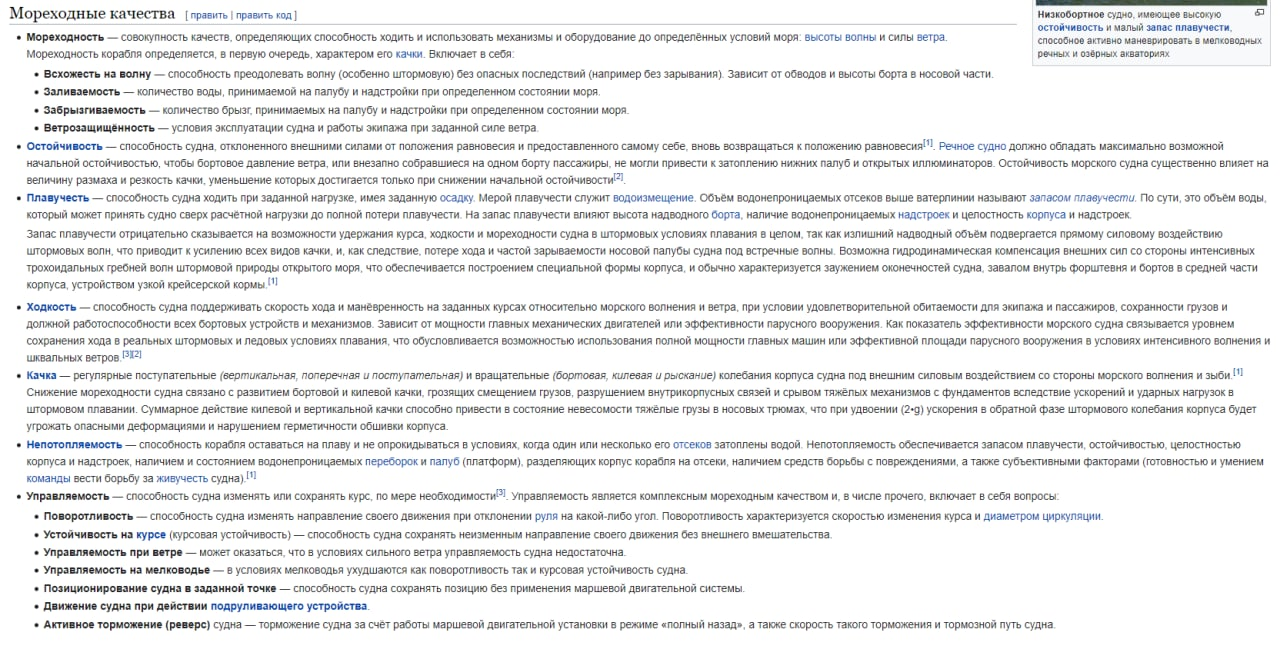 Мореходные качества [ править | править код ]
Мореходность — совокупность качеств, определяющих способность ходить и использовать механизмы и оборудование до определённых условий моря: высоты волны и силы ветра.
Мореходность корабля определяется, в первую очередь, характером его качки. Включает в себя:
Всхожесть на волну — способность преодолевать волну (особенно штормовую) без опасных последствий (например без зарывания). Зависит от обводов и высоты борта в носовой части.
Заливаемость — количество воды, принимаемой на палубу и надстройки при определенном состоянии моря.
Забрызгиваемость — количество брызг, принимаемых на палубу и надстройки при определенном состоянии моря.
Ветрозащищённость — условия эксплуатации судна и работы экипажа при заданной силе ветра.
Остойчивость — способность судна, отклоненного внешними силами от положения равновесия и предоставленного самому себе, вновь возвращаться к положению равновесия[1]. Речное судно должно обладать максимально возможной
начальной остойчивостью, чтобы бортовое давление ветра, или внезапно собравшиеся на одном борту пассажиры, не могли привести к затоплению нижних палуб и открытых иллюминаторов. Остойчивость морского судна существенно влияет на
величину размаха и резкость качки, уменьшение которых достигается только при снижении начальной остойчивости[2].
Плавучесть — способность судна ходить при заданной нагрузке, имея заданную осадку. Мерой плавучести служит водоизмещение. Объём водонепроницаемых отсеков выше ватерлинии называют запасом плавучести. По сути, это объём воды,
который может принять судно сверх расчётной нагрузки до полной потери плавучести. На запас плавучести влияют высота надводного борта, наличие водонепроницаемых надстроек и целостность корпуса и надстроек.
Запас плавучести отрицательно сказывается на возможности удержания курса, ходкости и мореходности судна в штормовых условиях плавания в целом, так как излишний надводный объём подвергается прямому силовому воздействию
штормовых волн, что приводит к усилению всех видов качки, и, как следствие, потере хода и частой зарываемости носовой палубы судна под встречные волны. Возможна гидродинамическая компенсация внешних сил со стороны интенсивных
трохоидальных гребней волн штормовой природы открытого моря, что обеспечивается построением специальной формы корпуса, и обычно характеризуется заужением оконечностей судна, завалом внутрь форштевня и бортов в средней части
корпуса, устройством узкой крейсерской кормы.[1]
Ходкость — способность судна поддерживать скорость хода и манёвренность на заданных курсах относительно морского волнения и ветра, при условии удовлетворительной обитаемости для экипажа и пассажиров, сохранности грузов и
должной работоспособности всех бортовых устройств и механизмов. Зависит от мощности главных механических двигателей или эффективности парусного вооружения. Как показатель эффективности морского судна связывается уровнем
сохранения хода в реальных штормовых и ледовых условиях плавания, что обусловливается возможностью использования полной мощности главных машин или эффективной площади парусного вооружения в условиях интенсивного волнения и
шквальных ветров.[3][2]
Качка — регулярные поступательные (вертикальная, поперечная и поступательная) и вращательные (бортовая, килевая и рыскание) колебания корпуса судна под внешним силовым воздействием со стороны морского волнения и зыби.[1]
Снижение мореходности судна связано с развитием бортовой и килевой качки, грозящих смещением грузов, разрушением внутрикорпусных связей и срывом тяжёлых механизмов с фундаментов вследствие ускорений и ударных нагрузок в
штормовом плавании. Суммарное действие килевой и вертикальной качки способно привести в состояние невесомости тяжёлые грузы в носовых трюмах, что при удвоении (2•g) ускорения в обратной фазе штормового колебания корпуса будет
угрожать опасными деформациями и нарушением герметичности обшивки корпуса.
Непотопляемость — способность корабля оставаться на плаву и не опрокидываться в условиях, когда один или несколько его отсеков затоплены водой. Непотопляемость обеспечивается запасом плавучести, остойчивостью, целостностью
корпуса и надстроек, наличием и состоянием водонепроницаемых переборок и палуб (платформ), разделяющих корпус корабля на отсеки, наличием средств борьбы с повреждениями, а также субъективными факторами (готовностью и умением
команды вести борьбу за живучесть судна).[1]
Управляемость — способность судна изменять или сохранять курс, по мере необходимости[3]. Управляемость является комплексным мореходным качеством и, в числе прочего, включает в себя вопросы:
Поворотливость — способность судна изменять направление своего движения при отклонении руля на какой-либо угол. Поворотливость характеризуется скоростью изменения курса и диаметром циркуляции.
Устойчивость на курсе (курсовая устойчивость) — способность судна сохранять неизменным направление своего движения без внешнего вмешательства.
Управляемость при ветре — может оказаться, что в условиях сильного ветра управляемость судна недостаточна.
Управляемость на мелководье — в условиях мелководья ухудшаются как поворотливость так и курсовая устойчивость судна.
Позиционирование судна в заданной точке — способность судна сохранять позицию без применения маршевой двигательной системы.
Движение судна при действии подруливающего устройства.
Активное торможение (реверс) судна — торможение судна за счёт работы маршевой двигательной установки в режиме «полный назад», а также скорость такого торможения и тормозной путь судна.
Низкобортное судно, имеющее высокую
остойчивость и малый запас плавучести,
способное активно маневрировать в мелководных
речных и озёрных акваториях